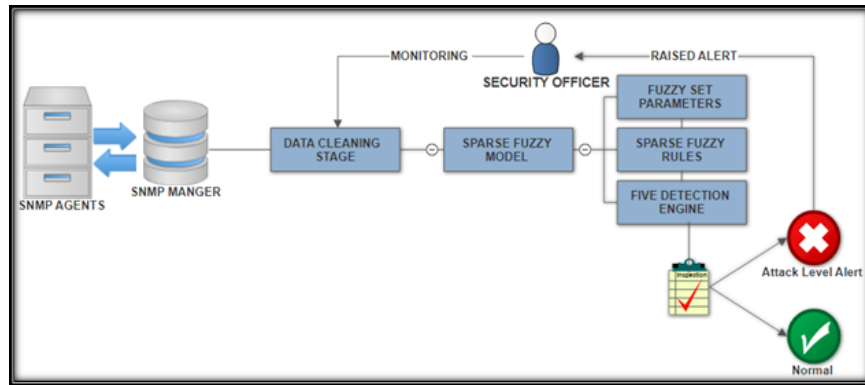 MONITORING
RAISED ALERT
SECURITY OFFICER
SNMP AGENTS
SNMP MANGER
DATA CLEANING
STAGE
SPARSE FUZZY
MODEL
FUZZY SET
PARAMETERS
SPARSE FUZZY
RULES
FIVE DETECTION
ENGINE
inspection
Attack Level Alert
Normal